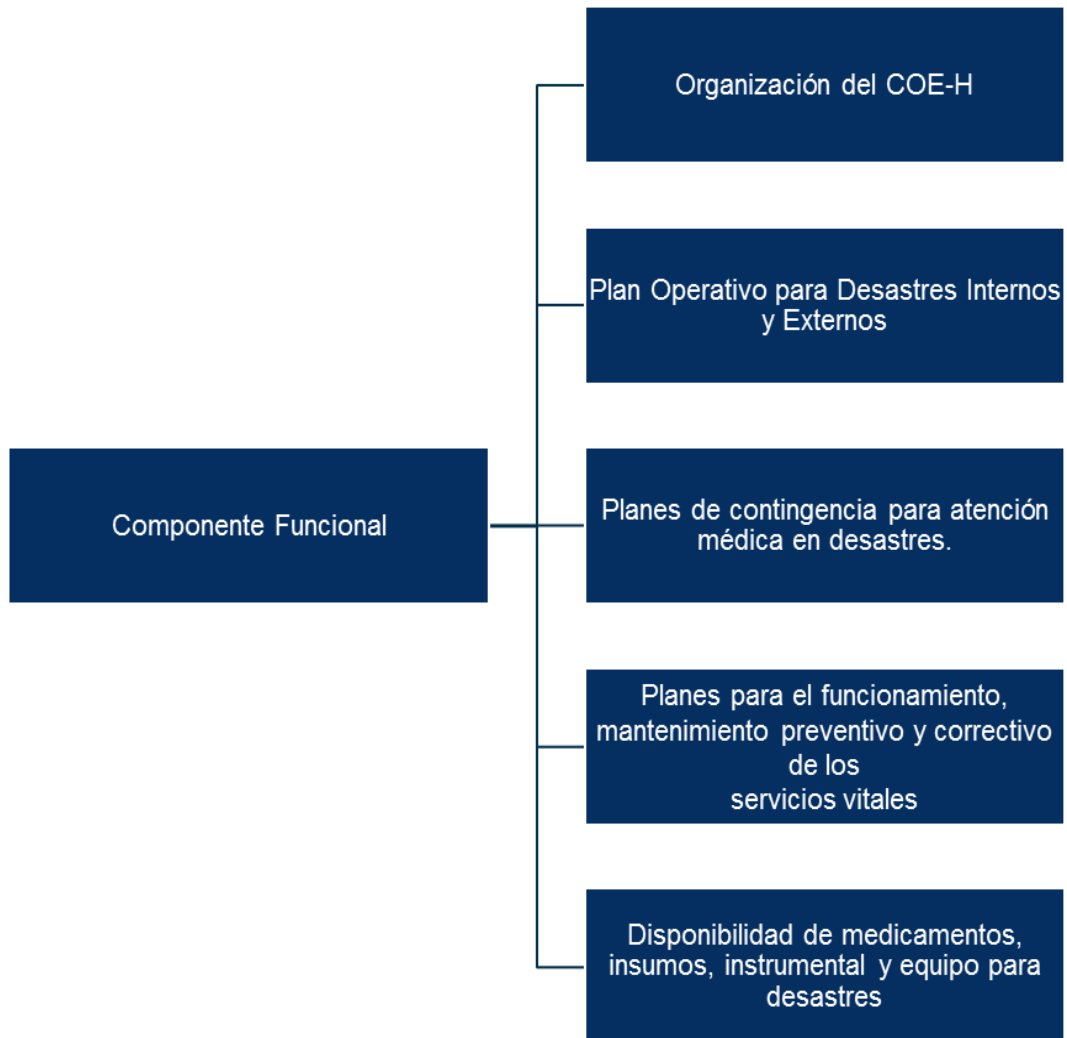 Organización del COE-H
Plan Operativo para Desastres Internos
y Externos
Componente Funcional
Planes de contingencia para atención
médica en desastres.
Planes para el funcionamiento,
mantenimiento preventivo y correctivo
de los
servicios vitales
Disponibilidad de medicamentos,
insumos, instrumental y equipo para
desastres